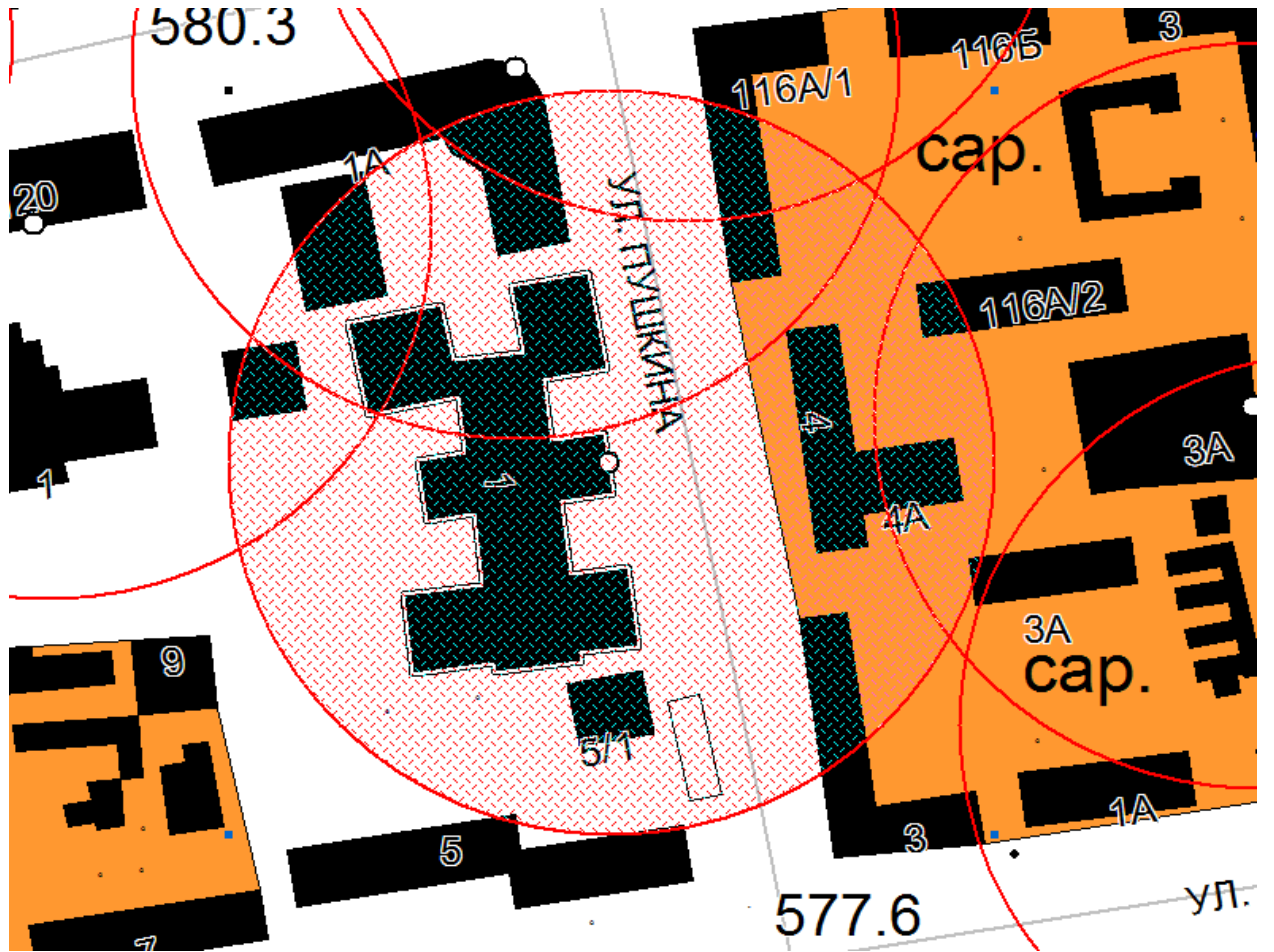 580.3
116Б
3
116А/1
сар.
1А
20
УЛ. ПУШКИНА
116А/2
4
3А
1
1
4А
3А
сар.
9
5/1
1А
3
5
577.6
УЛ.
7